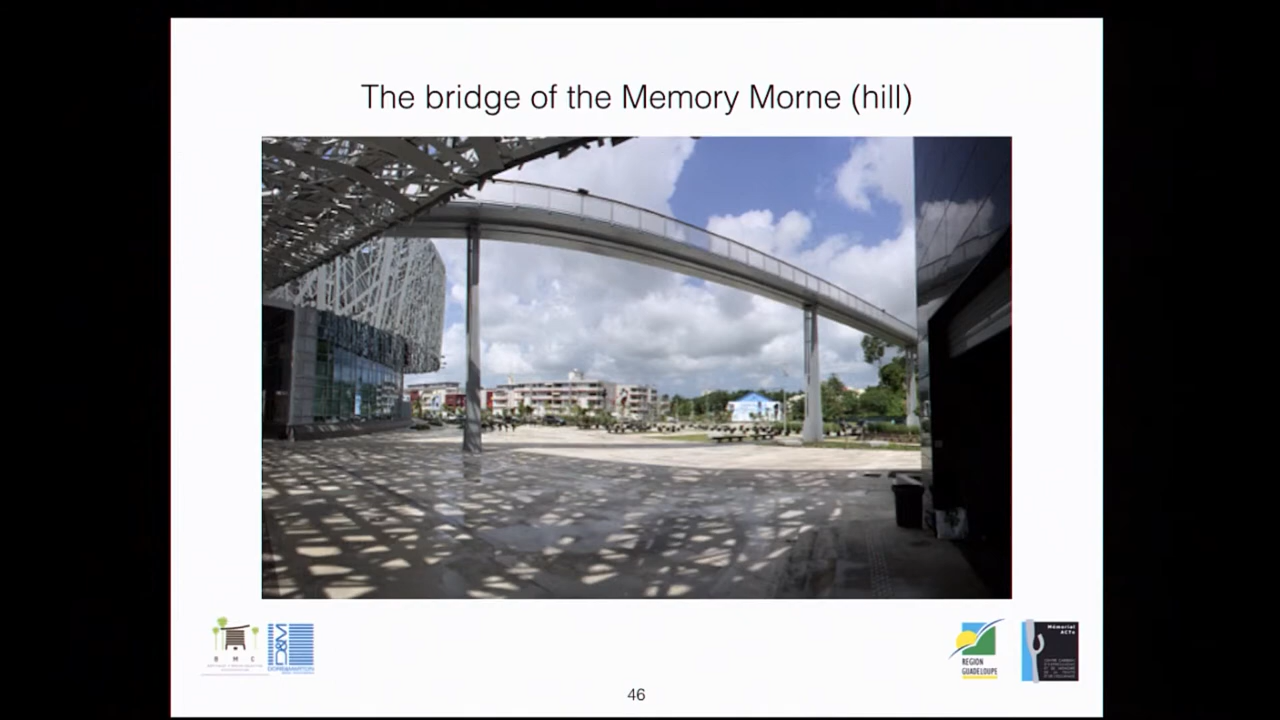 The bridge of the Memory Morne (hill)
B M C
D&M
REGION
GUADELOUPE
Mémorial
ACTe
46